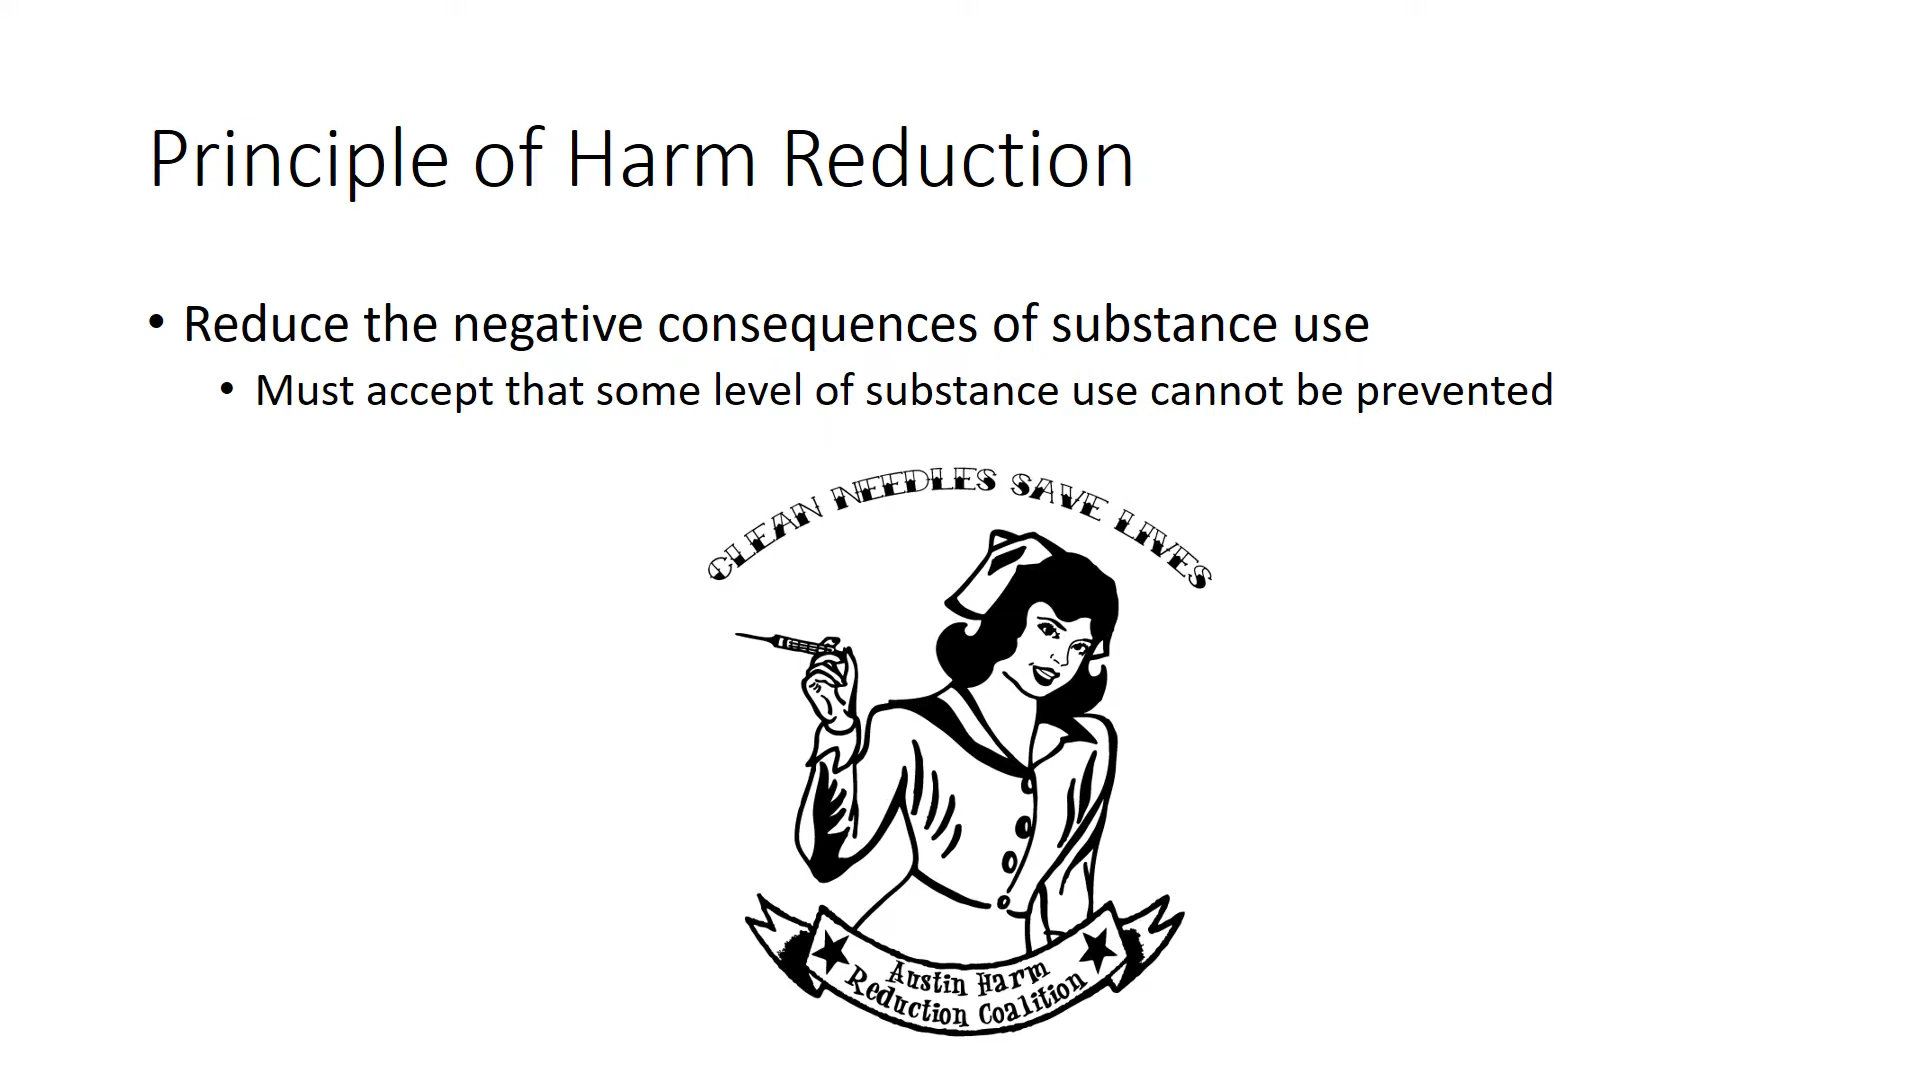 Principle of Harm Reduction
• Reduce the negative consequences of substance use
• Must accept that some level of substance use cannot be prevented
CLEAN NEEDLES SAVE LIVES
Austin Harm
Reduction Coalition